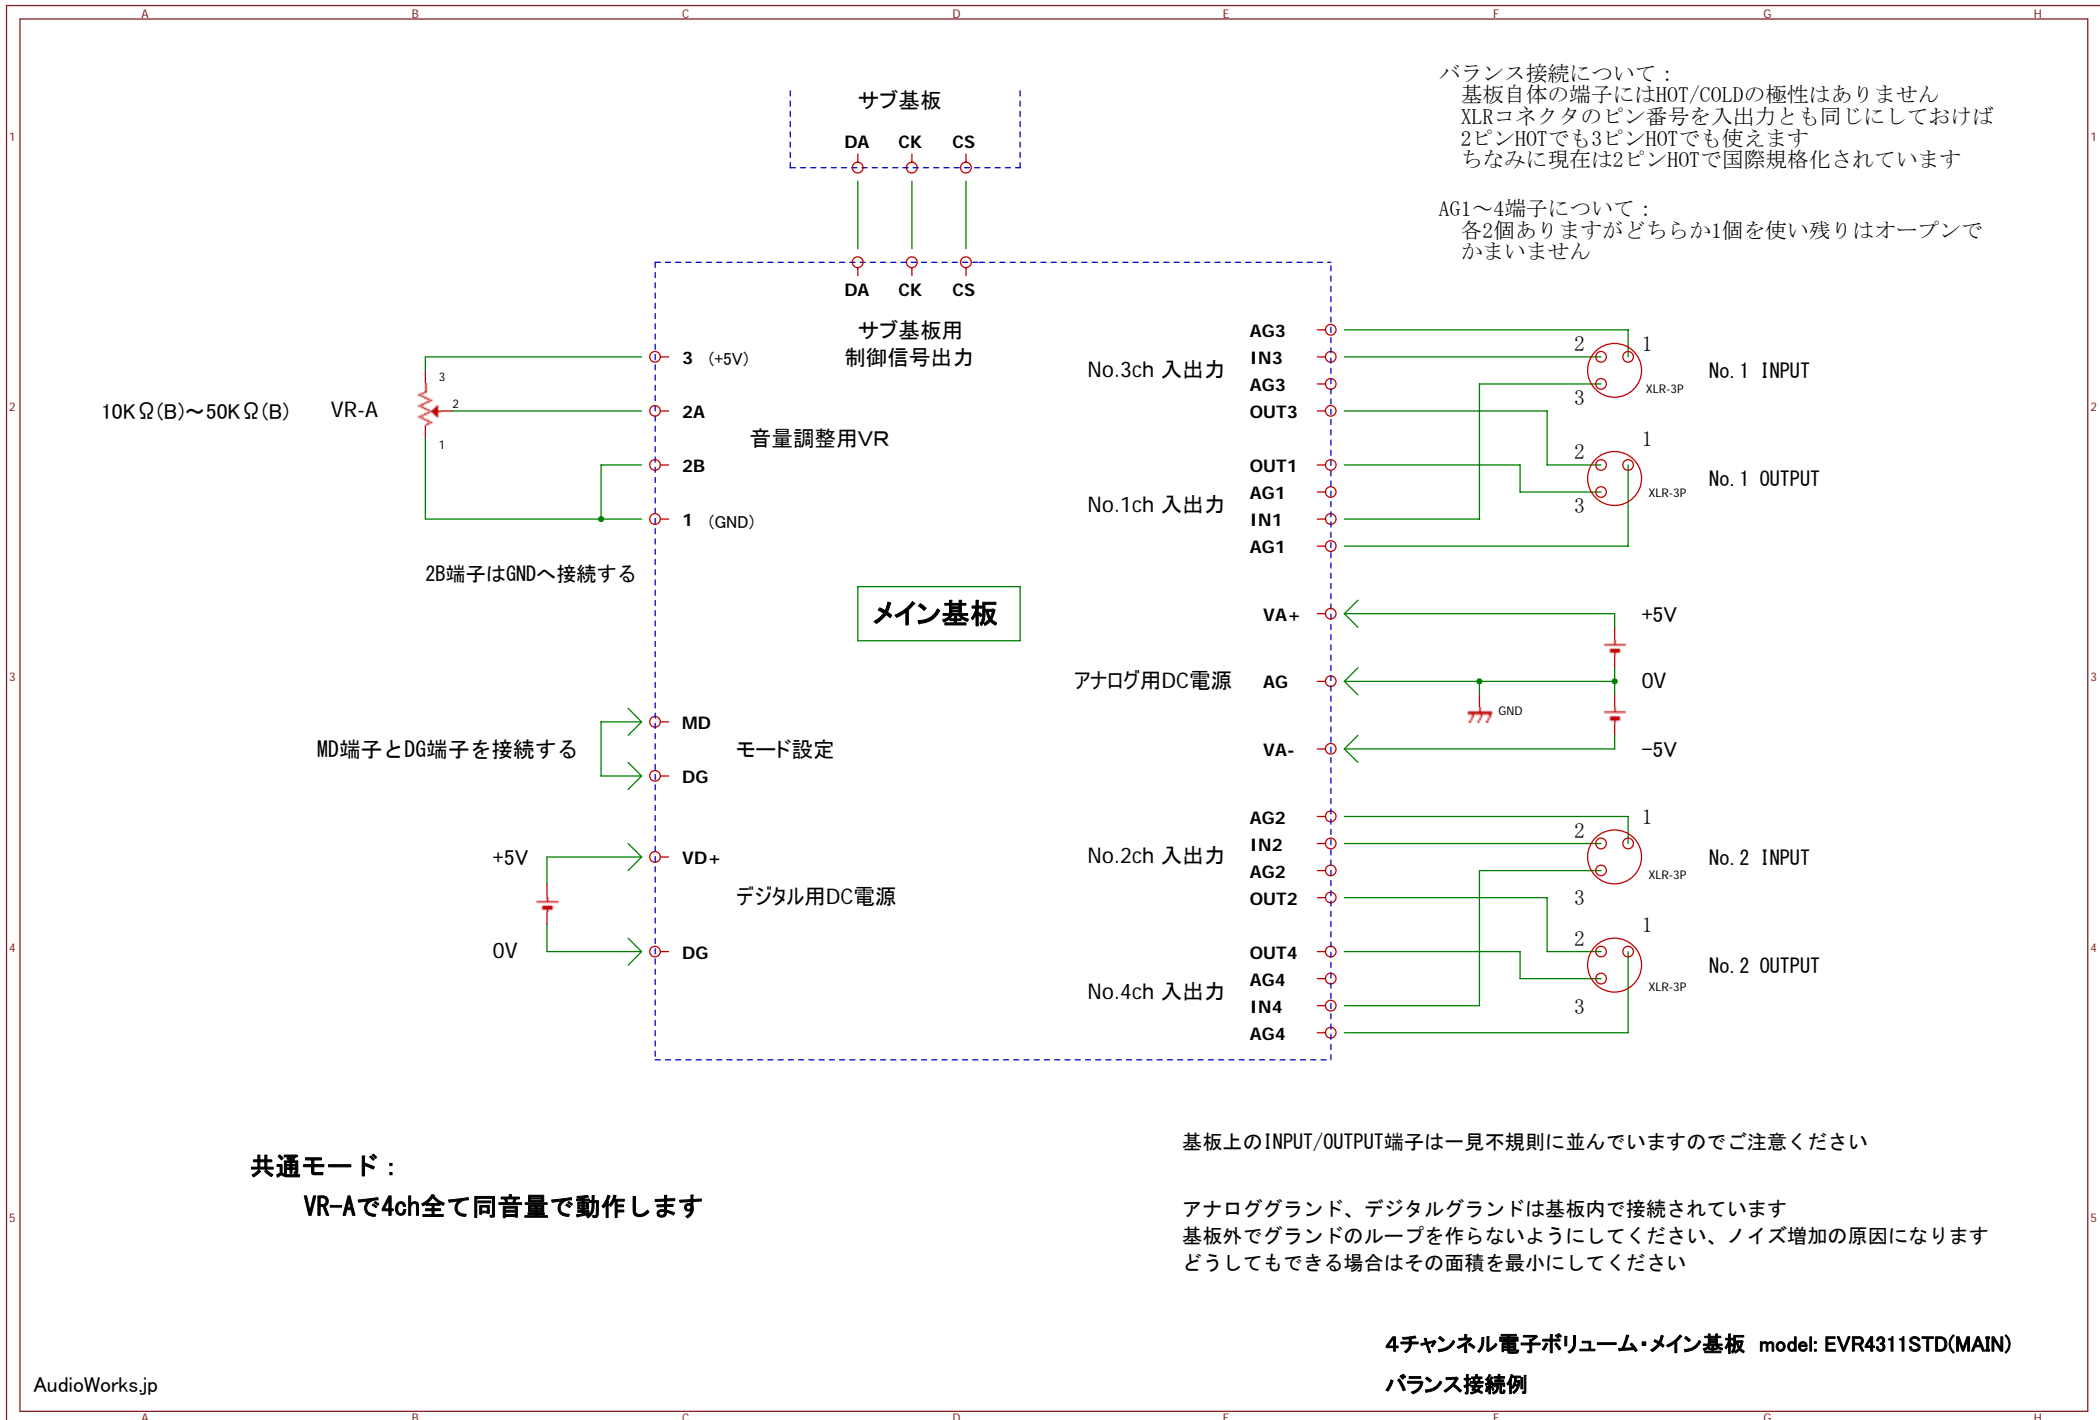 A B C D E F G H
1
2
3
4
5
1
2
3
4
5
バランス接続について：
基板自体の端子にはHOT/COLDの極性はありません
XLRコネクタのピン番号を入出力とも同じにしておけば
2ピンHOTでも3ピンHOTでも使えます
ちなみに現在は2ピンHOTで国際規格化されています
AG1～4端子について：
各2個ありますがどちらか1個を使い残りはオープンで
かまいません
サブ基板
DA CK CS
DA CK CS
サブ基板用
制御信号出力
10KΩ(B)～50KΩ(B) VR-A
3
2
1
3 (+5V)
2A
音量調整用VR
2B
1 (GND)
2B端子はGNDへ接続する
メイン基板
MD端子とDG端子を接続する
MD
モード設定
DG
+5V
VD+
デジタル用DC電源
0V
DG
No.3ch 入出力
AG3
IN3
AG3
OUT3
No.1ch 入出力
OUT1
AG1
IN1
AG1
2 1
3
XLR-3P
No.1 INPUT
2 1
3
XLR-3P
No.1 OUTPUT
アナログ用DC電源
VA+
AG
VA-
+5V
0V
GND
-5V
No.2ch 入出力
AG2
IN2
AG2
OUT2
No.4ch 入出力
OUT4
AG4
IN4
AG4
2 1
3
XLR-3P
No.2 INPUT
2 1
3
XLR-3P
No.2 OUTPUT
共通モード：
VR-Aで4ch全て同音量で動作します
基板上のINPUT/OUTPUT端子は一見不規則に並んでいますのでご注意ください
アナロググランド、デジタルグランドは基板内で接続されています
基板外でグランドのループを作らないようにしてください、ノイズ増加の原因になります
どうしてもできる場合はその面積を最小にしてください
4チャンネル電子ボリューム・メイン基板 model: EVR4311STD(MAIN)
バランス接続例
AudioWorks.jp
A B C D E F G H